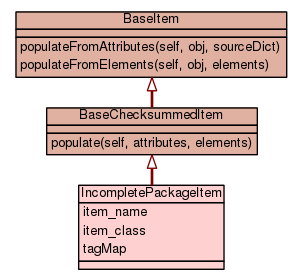 BaseItem
populateFromAttributes(self, obj, sourceDict)
populateFromElements(self, obj, elements)
BaseChecksummedItem
populate(self, attributes, elements)
IncompletePackageItem
item_name
item_class
tagMap